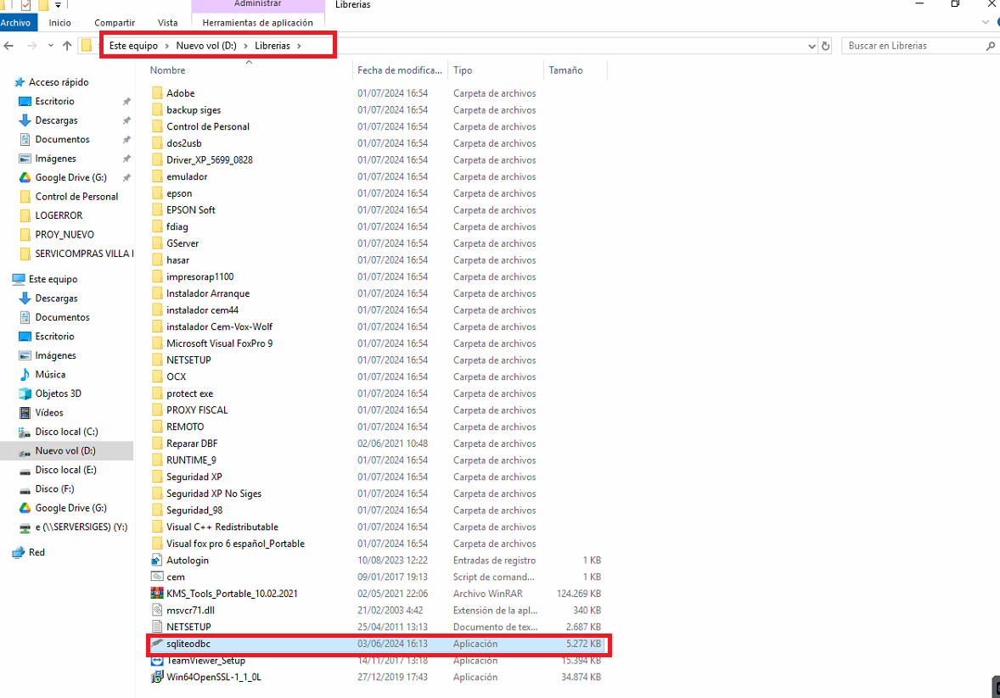 Administrar
Librerias
Archivo Inicio Compartir Vista Herramientas de aplicación
Este equipo > Nuevo vol (D:) > Librerias >
Buscar en Librerias
Nombre Fecha de modifica... Tipo Tamaño
Acceso rápido
Escritorio
Descargas
Documentos
Imágenes
Google Drive (G:)
Control de Personal
LOGERROR
PROY_NUEVO
SERVICOMPRAS VILLA
Este equipo
Descargas
Documentos
Escritorio
Imágenes
Música
Objetos 3D
Vídeos
Disco local (C:)
Nuevo vol (D:)
Disco local (E:)
Disco (F:)
Google Drive (G:)
e (\\SERVERSIGES) (Y:)
Red
Adobe 01/07/2024 16:54 Carpeta de archivos
backup siges 01/07/2024 16:54 Carpeta de archivos
Control de Personal 01/07/2024 16:54 Carpeta de archivos
dos2usb 01/07/2024 16:54 Carpeta de archivos
Driver_XP_5699_0828 01/07/2024 16:54 Carpeta de archivos
emulador 01/07/2024 16:54 Carpeta de archivos
epson 01/07/2024 16:54 Carpeta de archivos
EPSON Soft 01/07/2024 16:54 Carpeta de archivos
fdiag 01/07/2024 16:54 Carpeta de archivos
GServer 01/07/2024 16:54 Carpeta de archivos
hasar 01/07/2024 16:54 Carpeta de archivos
impresorap1100 01/07/2024 16:54 Carpeta de archivos
Instalador Arranque 01/07/2024 16:54 Carpeta de archivos
instalador cem44 01/07/2024 16:54 Carpeta de archivos
instalador Cem-Vox-Wolf 01/07/2024 16:54 Carpeta de archivos
Microsoft Visual FoxPro 9 01/07/2024 16:54 Carpeta de archivos
NETSETUP 01/07/2024 16:54 Carpeta de archivos
OCX 01/07/2024 16:54 Carpeta de archivos
protect exe 01/07/2024 16:54 Carpeta de archivos
PROXY FISCAL 01/07/2024 16:54 Carpeta de archivos
REMOTO 01/07/2024 16:54 Carpeta de archivos
Reparar DBF 02/06/2021 10:48 Carpeta de archivos
RUNTIME_9 01/07/2024 16:54 Carpeta de archivos
Seguridad XP 01/07/2024 16:54 Carpeta de archivos
Seguridad XP No Siges 01/07/2024 16:54 Carpeta de archivos
Seguridad_98 01/07/2024 16:54 Carpeta de archivos
Visual C++ Redistributable 01/07/2024 16:54 Carpeta de archivos
Visual fox pro 6 español_Portable 01/07/2024 16:54 Carpeta de archivos
Autologin 10/08/2023 12:22 Entradas de registro 1 KB
cem 09/01/2017 19:13 Script de comand... 1 KB
KMS_Tools_Portable_10.02.2021 02/05/2021 22:06 Archivo WinRAR 124.269 KB
msvcr71.dll 21/02/2003 4:42 Extensión de la apl... 340 KB
NETSETUP 25/04/2011 13:13 Documento de tex... 2.687 KB
sqliteodbc 03/06/2024 16:13 Aplicación 5.272 KB
TeamViewer_Setup 14/11/2017 13:18 Aplicación 15.394 KB
Win64OpenSSL-1_1_0L 27/12/2019 17:43 Aplicación 34.874 KB